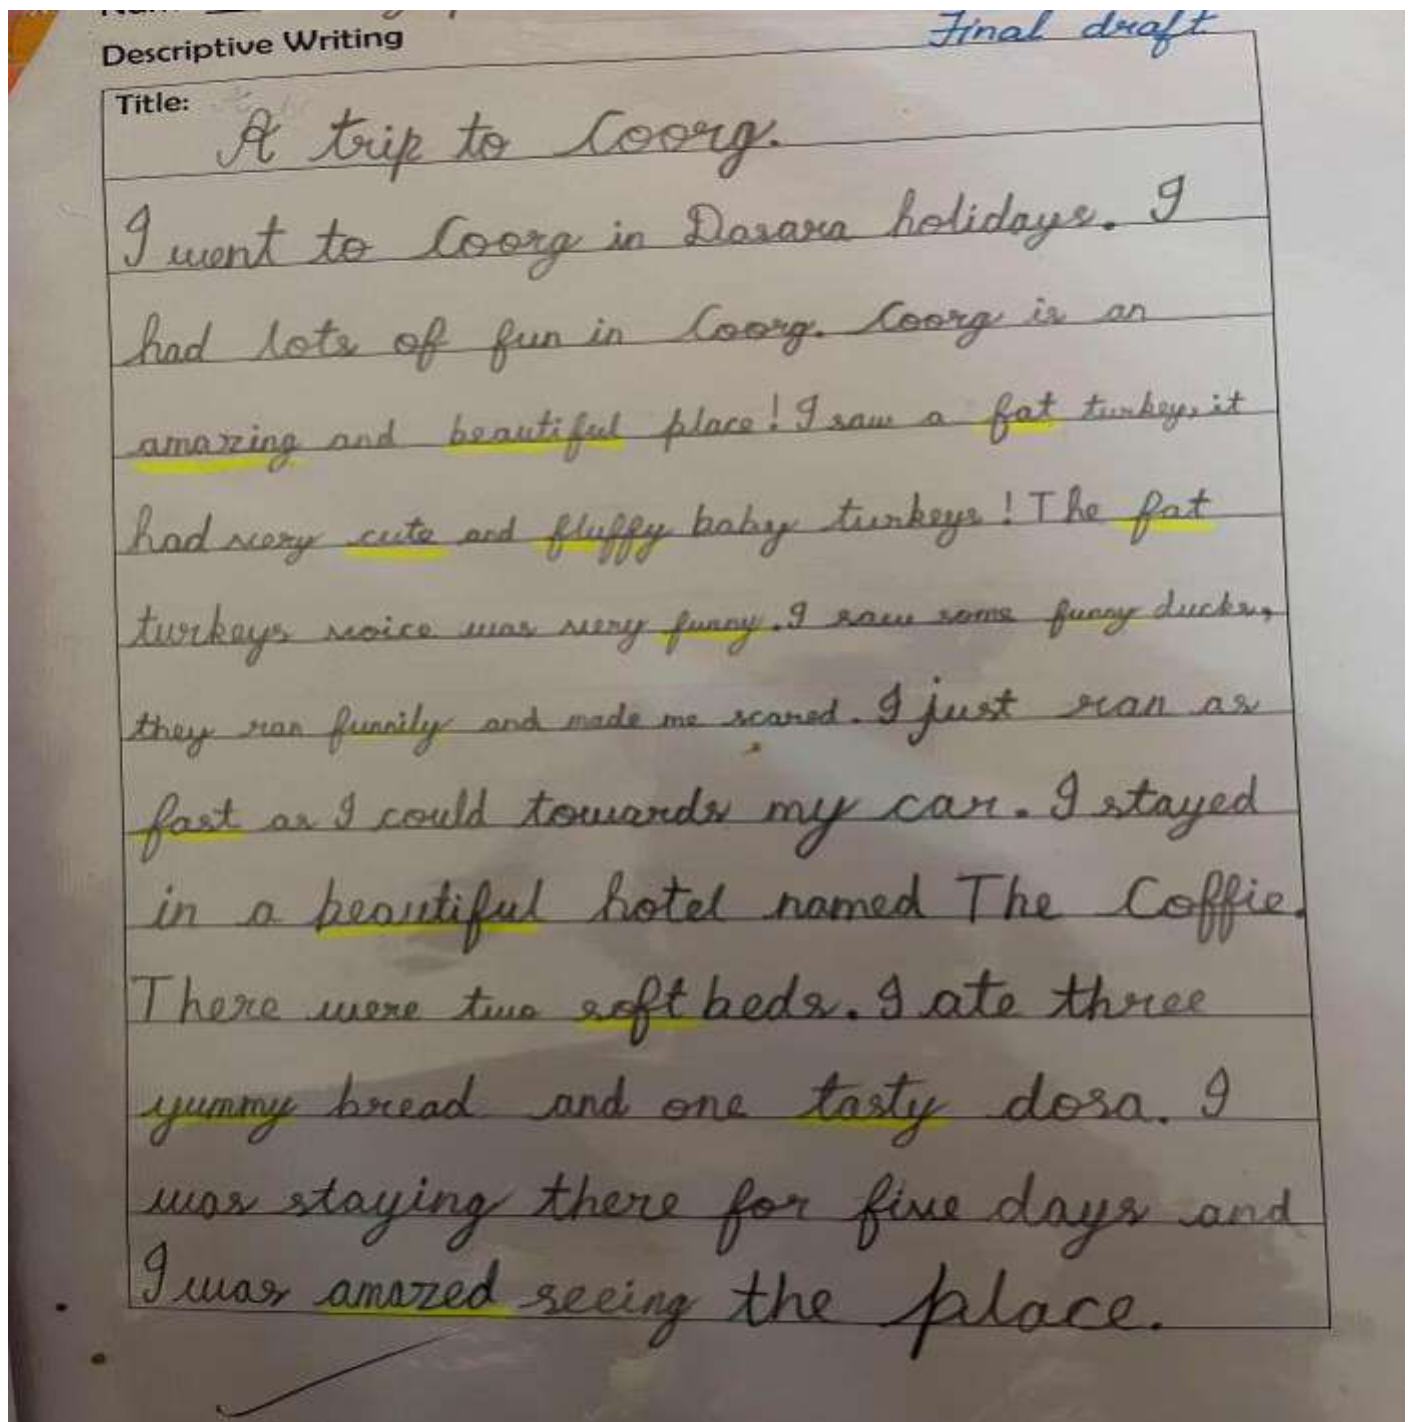 Descriptive Writing
Final draft
Title:
A trip to Coorg.
I went to Coorg in Dasara holidays. I
had lots of fun in Coorg. Coorg is an
amazing and beautiful place! I saw a fat turkey, it
had very cute and fluffy baby turkeys! The fat
turkeys voice was very funny. I saw some funny ducks,
they ran funnily and made me scared. I just ran as
fast as I could towards my car. I stayed
in a beautiful hotel named The Coffie.
There were two soft beds. I ate three
yummy bread and one tasty dosa. I
was staying there for five days and
I was amazed seeing the place.